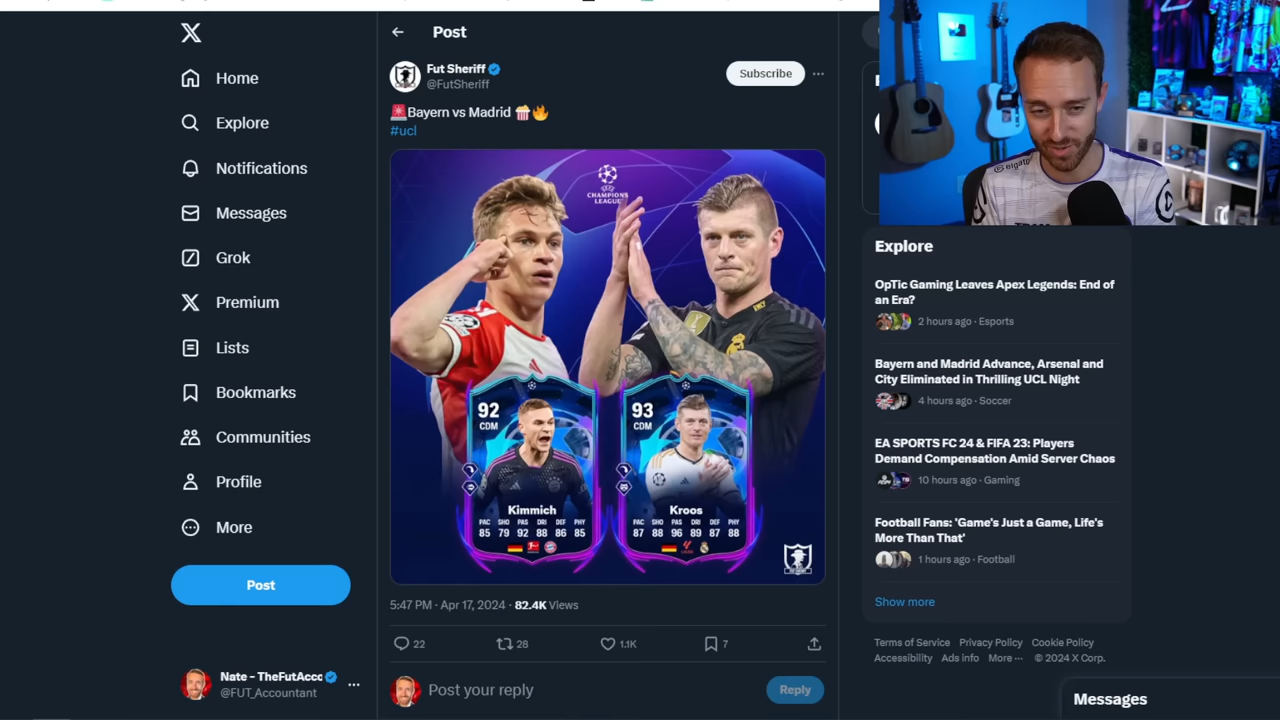 Home
Explore
Notifications
Messages
Grok
Premium
Lists
Bookmarks
Communities
Profile
More
Post
Nate - TheFutAcco
@FUT_Accountant
Post
Fut Sheriff
@FutSheriff
Subscribe
🚨Bayern vs Madrid 🍿🔥
#ucl
CHAMPIONS
LEAGUE
92
CDM
Kimmich
PAC SHO PAS DRI DEF PHY
85 79 92 88 86 85
93
CDM
Kroos
PAC SHO PAS DRI DEF PHY
87 88 96 89 87 88
5:47 PM · Apr 17, 2024 · 82.4K Views
22
28
1.1K
7
Post your reply
Reply
elgato
Explore
OpTic Gaming Leaves Apex Legends: End of
an Era?
2 hours ago · Esports
Bayern and Madrid Advance, Arsenal and
City Eliminated in Thrilling UCL Night
4 hours ago · Soccer
EA SPORTS FC 24 & FIFA 23: Players
Demand Compensation Amid Server Chaos
10 hours ago · Gaming
Football Fans: 'Game's Just a Game, Life's
More Than That'
1 hours ago · Football
Show more
Terms of Service Privacy Policy Cookie Policy
Accessibility Ads info More ··· © 2024 X Corp.
Messages